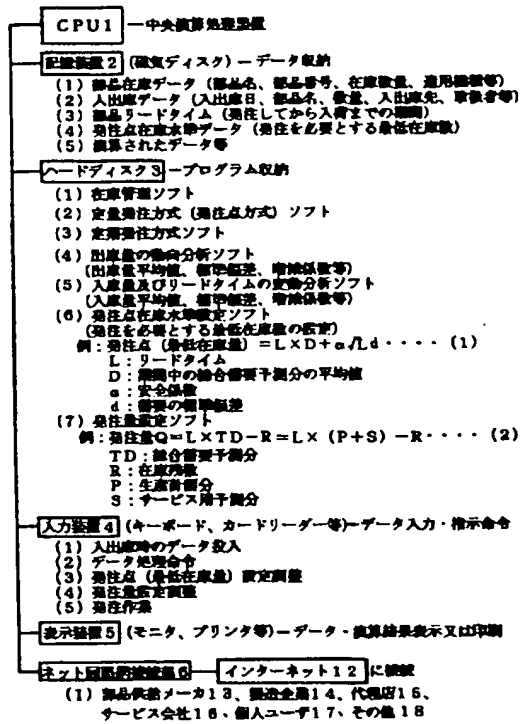 CPU1 ー中央演算処理装置
記憶装置2 (磁気ディスク)ーデータ収納
(1) 部品在庫データ (部品名、部品番号、在庫数量、適用機種等)
(2) 入出庫データ (入出庫日、部品名、数量、入出庫先、取扱者等)
(3) 部品リードタイム (発注してから入荷までの期間)
(4) 発注点在庫水準データ (発注を必要とする最低在庫数)
(5) 演算されたデータ等
ハードディスク3 ープログラム収納
(1) 在庫管理ソフト
(2) 定量発注方式 (発注点方式) ソフト
(3) 定期発注方式ソフト
(4) 出庫量の動向分析ソフト
(出庫量平均値、標準偏差、増減係数等)
(5) 入庫量及びリードタイムの変動分析ソフト
(入庫量平均値、標準偏差、増減係数等)
(6) 発注点在庫水準設定ソフト
(発注を必要とする最低在庫数の設定)
例:発注点 (最低在庫量) =L×D+α√Ld・・・・ (1)
L:リードタイム
D:期間中の総合需要予測分の平均値
α:安全係数
d:需要の標準偏差
(7) 発注量設定ソフト
例:発注量Q=L×TD-R=L× (P+S) -R・・・・ (2)
TD:総合需要予測分
R:在庫残数
P:生産計画分
S:サービス用予測分
入力装置4 (キーボード、カードリーダー等)ーデータ入力・指示命令
(1) 入出庫時のデータ投入
(2) データ処理命令
(3) 発注点 (最低在庫量) 設定調整
(4) 発注量設定調整
(5) 発注作業
表示装置5 (モニタ、プリンタ等)ーデータ・演算結果表示又は印刷
ネット回路網接続器6 インターネット12 に接続
(1) 部品供給メーカ13、製造企業14、代理店15、
サービス会社16、個人ユーザ17、その他18